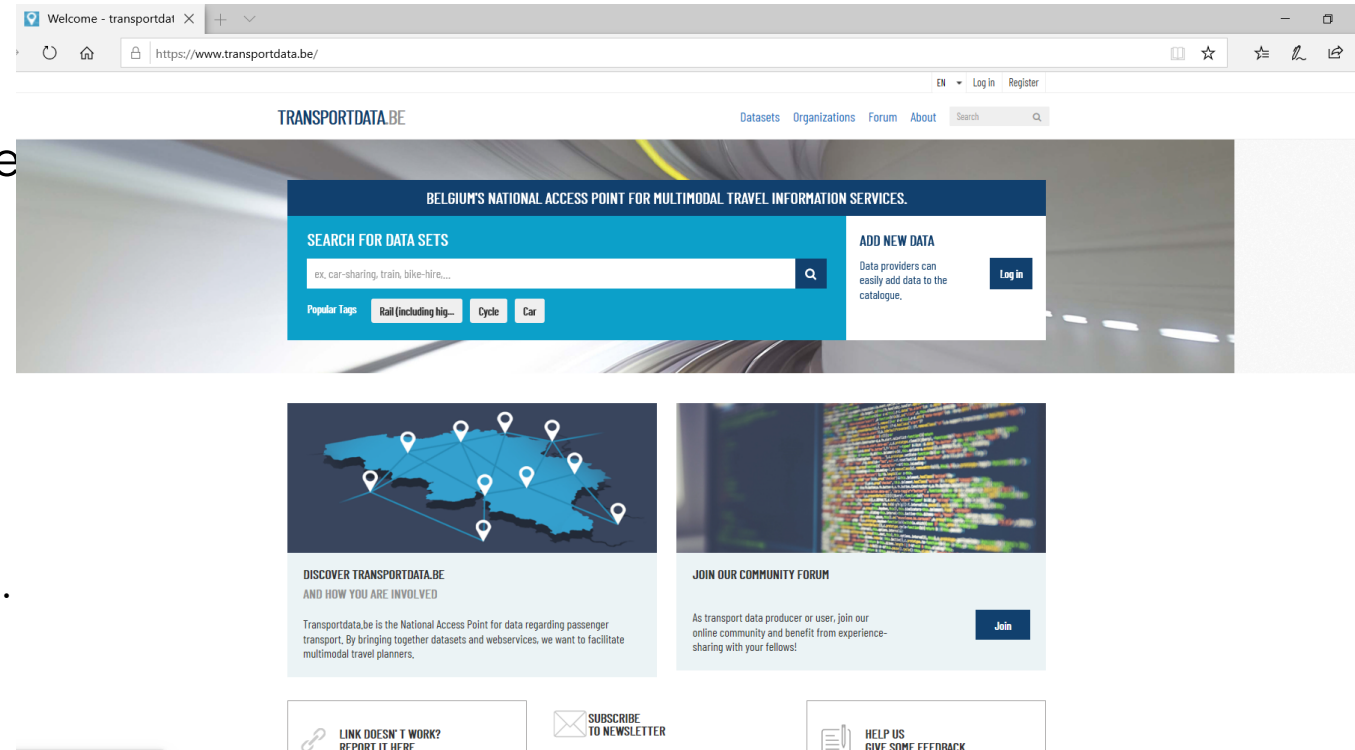 Welcome - transportdat
https://www.transportdata.be/
EN Log in Register
TRANSPORTDATA.BE
Datasets Organizations Forum About Search
e
BELGIUM'S NATIONAL ACCESS POINT FOR MULTIMODAL TRAVEL INFORMATION SERVICES.
SEARCH FOR DATA SETS
ex. car-sharing, train, bike-hire,...
Popular Tags Rail (including hig... Cycle Car
ADD NEW DATA
Data providers can
easily add data to the
catalogue.
Log in
DISCOVER TRANSPORTDATA.BE
AND HOW YOU ARE INVOLVED
.
Transportdata.be is the National Access Point for data regarding passenger
transport. By bringing together datasets and webservices, we want to facilitate
multimodal travel planners.
JOIN OUR COMMUNITY FORUM
As transport data producer or user, join our
online community and benefit from experience-
sharing with your fellows!
Join
LINK DOESN'T WORK?
REPORT IT HERE
SUBSCRIBE
TO NEWSLETTER
HELP US
GIVE SOME FEEDBACK